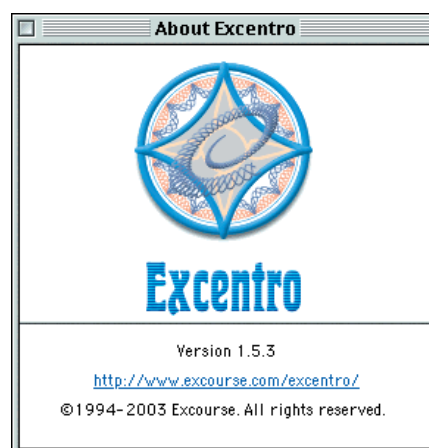 About Excentro
Excentro
Version 1.5.3
http://www.excourse.com/excentro/
©1994-2003 Excourse. All rights reserved.